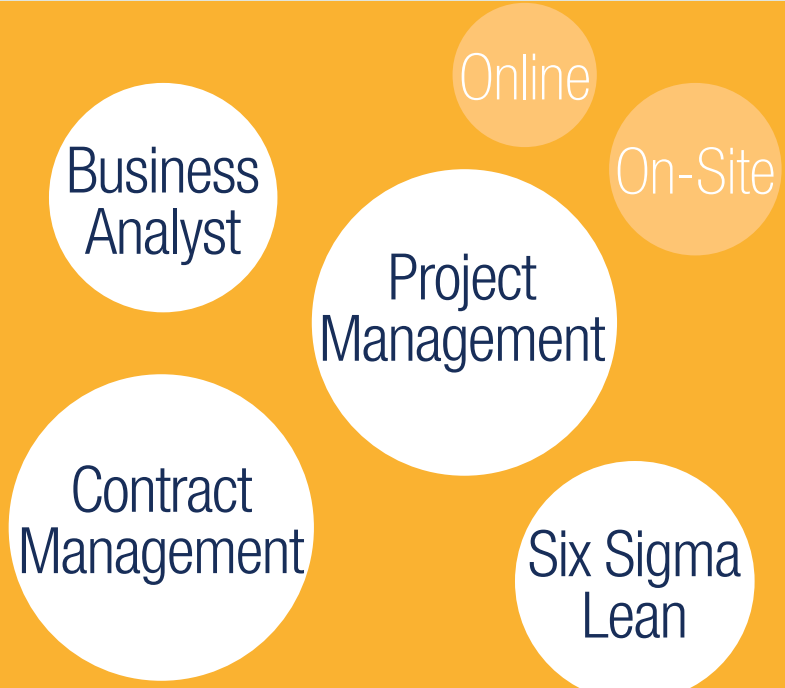 Online
On-Site
Business
Analyst
Project
Management
Contract
Management
Six Sigma
Lean